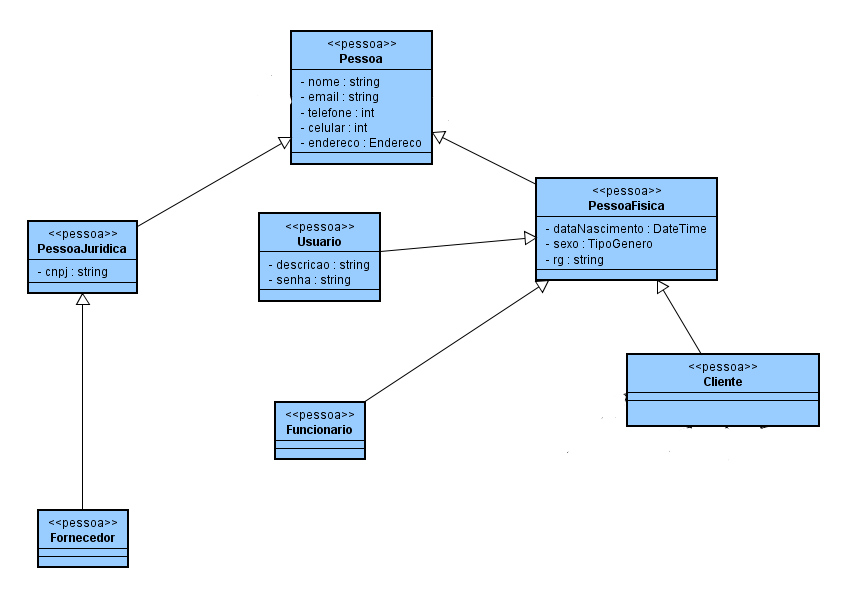 <<pessoa>>
Pessoa
- nome : string
- email : string
- telefone : int
- celular : int
- endereco : Endereco
<<pessoa>>
PessoaFisica
- dataNascimento : DateTime
- sexo : TipoGenero
- rg : string
<<pessoa>>
Usuario
- descricao : string
- senha : string
<<pessoa>>
PessoaJuridica
- cnpj : string
<<pessoa>>
Cliente
<<pessoa>>
Funcionario
<<pessoa>>
Fornecedor